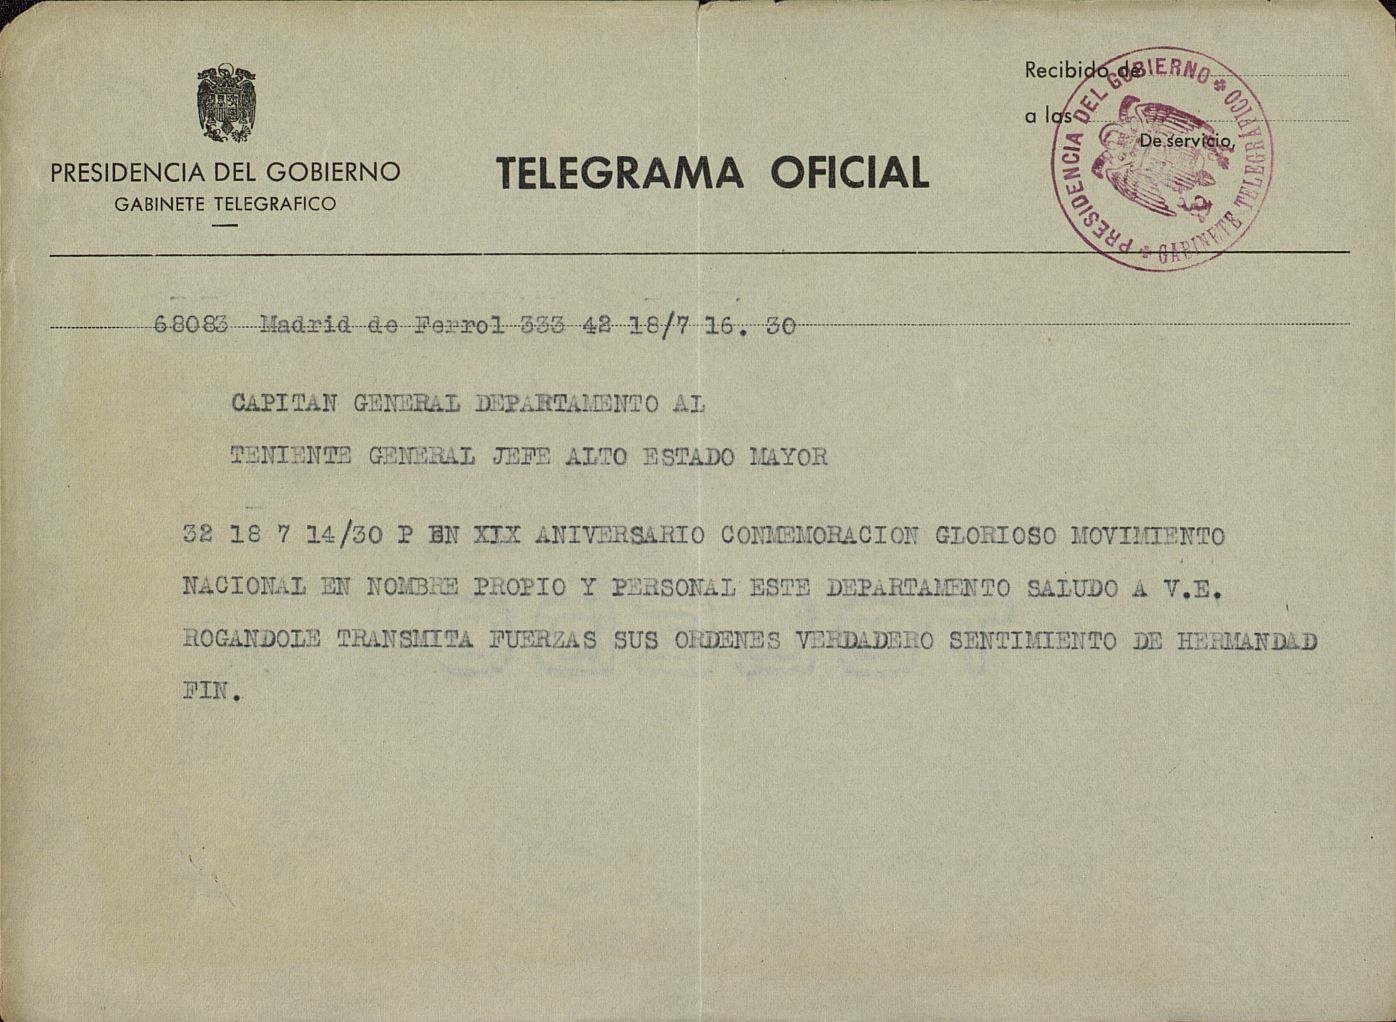 PRESIDENCIA DEL GOBIERNO
GABINETE TELEGRAFICO
TELEGRAMA OFICIAL
Recibido de
a las
De servicio,
PRESIDENCIA DEL GOBIERNO
GABINETE TELEGRAFICO
68083 Madrid de Ferrol 333 42 18/7 16. 30
CAPITAN GENERAL DEPARTAMENTO AL
TENIENTE GENERAL JEFE ALTO ESTADO MAYOR
32 18 7 14/30 P EN XIX ANIVERSARIO CONMEMORACION GLORIOSO MOVIMIENTO
NACIONAL EN NOMBRE PROPIO Y PERSONAL ESTE DEPARTAMENTO SALUDO A V.E.
ROGANDOLE TRANSMITA FUERZAS SUS ORDENES VERDADERO SENTIMIENTO DE HERMANDAD
FIN.